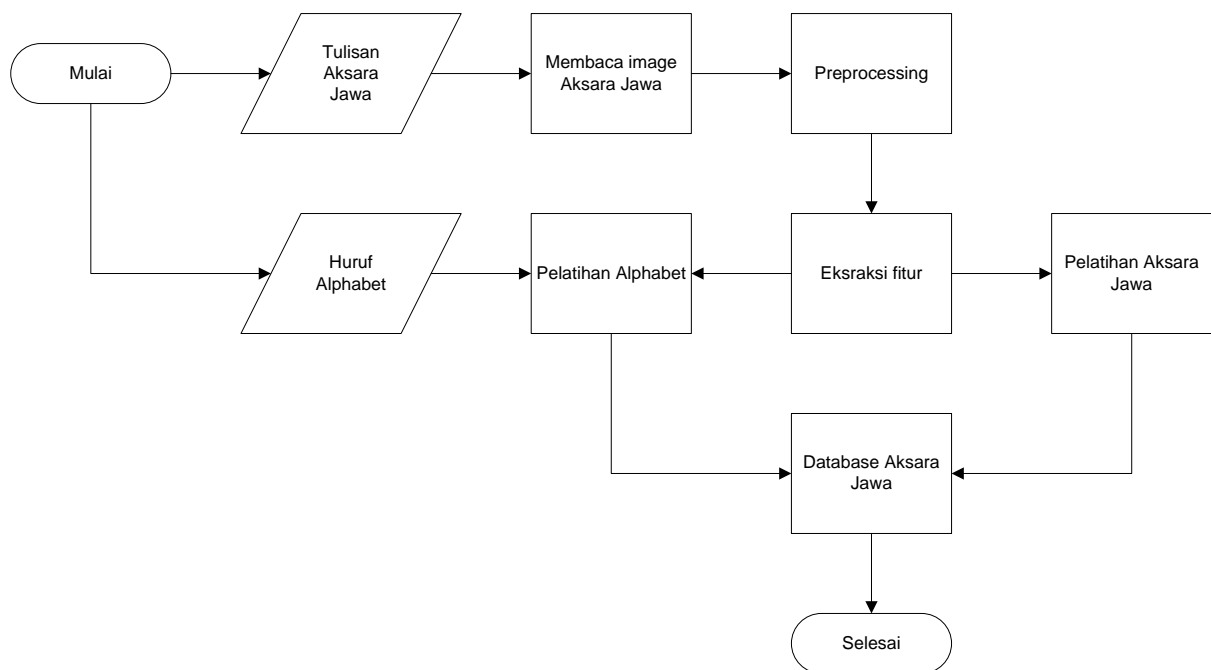 Mulai
Tulisan
Aksara
Jawa
Membaca image
Aksara Jawa
Preprocessing
Huruf
Alphabet
Pelatihan Alphabet
Eksraksi fitur
Pelatihan Aksara
Jawa
Database Aksara
Jawa
Selesai